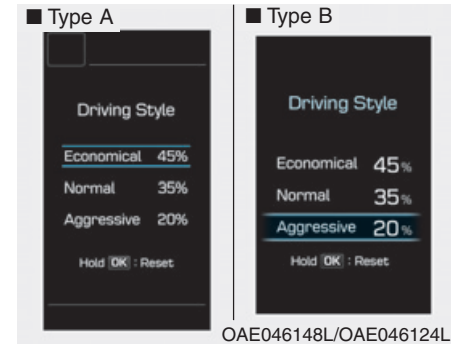 ■ Type A
Driving Style
Economical 45%
Normal 35%
Aggressive 20%
Hold OK : Reset
■ Type B
Driving Style
Economical 45%
Normal 35%
Aggressive 20%
Hold OK : Reset
OAE046148L/OAE046124L